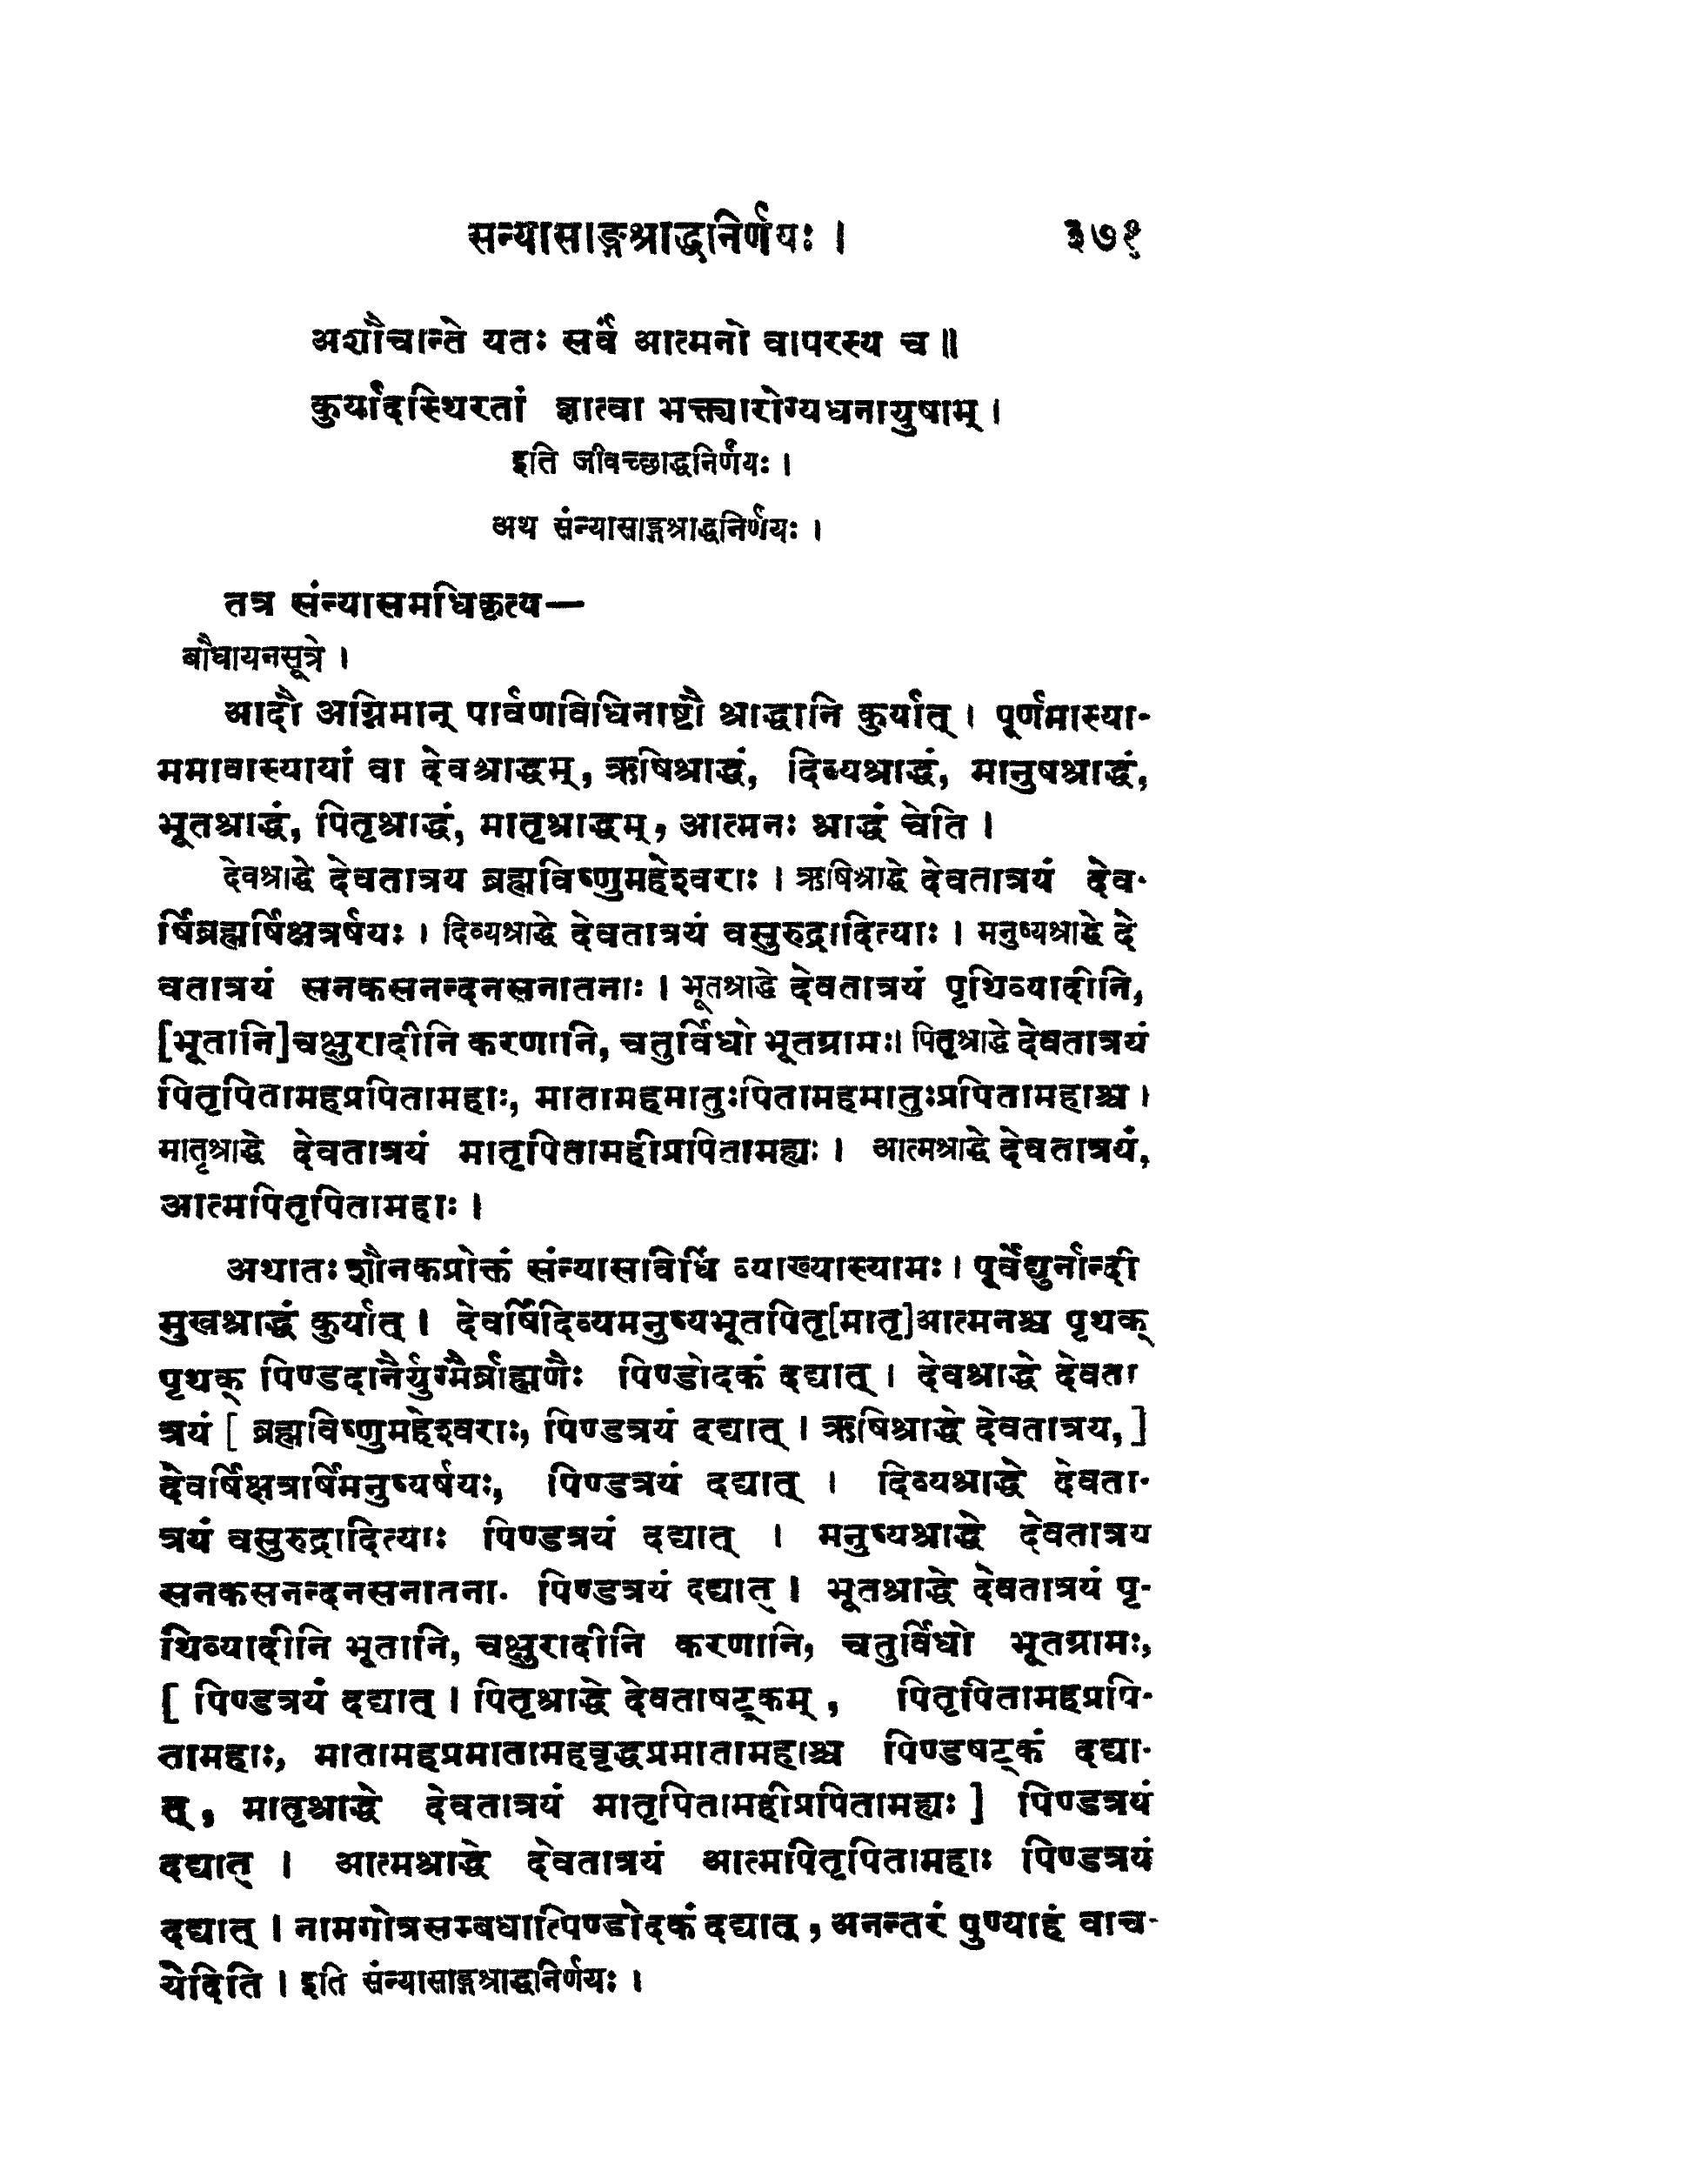 सन्यासाङ्गश्राद्धनिर्णयः । ३७१
अशौचान्ते यतः सर्वं आत्मनो वापरस्य च ॥
कुर्यादस्थिरतां ज्ञात्वा भक्त्यारोग्यधनायुषाम् ।
इति जीवच्छाद्धनिर्णयः ।
अथ संन्यासाङ्गश्राद्धनिर्णयः ।
तत्र संन्यासमधिकृत्य—
बौधायनसूत्रे ।
आदौ अग्निमान् पार्वणविधिनाष्टौ श्राद्धानि कुर्यात् । पूर्णमास्या-
ममावास्यायां वा देवश्राद्धम्, ऋषिश्राद्धं, दिव्यश्राद्धं, मानुषश्राद्धं,
भूतश्राद्धं, पितृश्राद्धं, मातृश्राद्धम्, आत्मनः श्राद्धं चेति ।
देवश्राद्धे देवतात्रय ब्रह्मविष्णुमहेश्वराः । ऋषिश्राद्धे देवतात्रयं देव-
र्षिब्रह्मर्षिक्षत्रर्षयः । दिव्यश्राद्धे देवतात्रयं वसुरुद्रादित्याः । मनुष्यश्राद्धे दे
वतात्रयं सनकसनन्दनसनातनाः । भूतश्राद्धे देवतात्रयं पृथिव्यादीनि,
[भूतानि]चक्षुरादीनि करणानि, चतुर्विधो भूतग्रामः। पितृश्राद्धे देवतात्रयं
पितृपितामहप्रपितामहाः, मातामहमातुःपितामहमातुःप्रपितामहाश्च ।
मातृश्राद्धे देवतात्रयं मातृपितामहीप्रपितामह्यः । आत्मश्राद्धे देवतात्रयं,
आत्मपितृपितामहाः ।
अथातः शौनकप्रोक्तं संन्यासविधिं व्याख्यास्यामः । पूर्वेद्युर्नान्दी
मुखश्राद्धं कुर्यात् । देवर्षिदिव्यमनुष्यभूतपितृ[मातृ]आत्मनश्च पृथक्
पृथक् पिण्डदानैर्युग्मैर्ब्राह्मणैः पिण्डोदकं दद्यात् । देवश्राद्धे देवता
त्रयं [ ब्रह्मविष्णुमहेश्वराः, पिण्डत्रयं दद्यात् । ऋषिश्राद्धे देवतात्रय, ]
देवर्षिक्षत्रर्षिमनुष्यर्षयः, पिण्डत्रयं दद्यात् । दिव्यश्राद्धे देवता-
त्रयं वसुरुद्रादित्याः पिण्डत्रयं दद्यात् । मनुष्यश्राद्धे देवतात्रय
सनकसनन्दनसनातना. पिण्डत्रयं दद्यात् । भूतश्राद्धे देवतात्रयं पृ-
थिव्यादीनि भूतानि, चक्षुरादीनि करणानि, चतुर्विधो भूतग्रामः,
[ पिण्डत्रयं दद्यात् । पितृश्राद्धे देवताषट्कम्, पितृपितामहप्रपि-
तामहाः, मातामहप्रमातामहवृद्धप्रमातामहाश्च पिण्डषट्कं दद्या-
त्, मातृश्राद्धे देवतात्रयं मातृपितामहीप्रपितामह्यः ] पिण्डत्रयं
दद्यात् । आत्मश्राद्धे देवतात्रयं आत्मपितृपितामहाः पिण्डत्रयं
दद्यात् । नामगोत्रसम्बधात्पिण्डोदकं दद्यात्, अनन्तरं पुण्याहं वाच-
येदिति । इति संन्यासाङ्गश्राद्धनिर्णयः ।